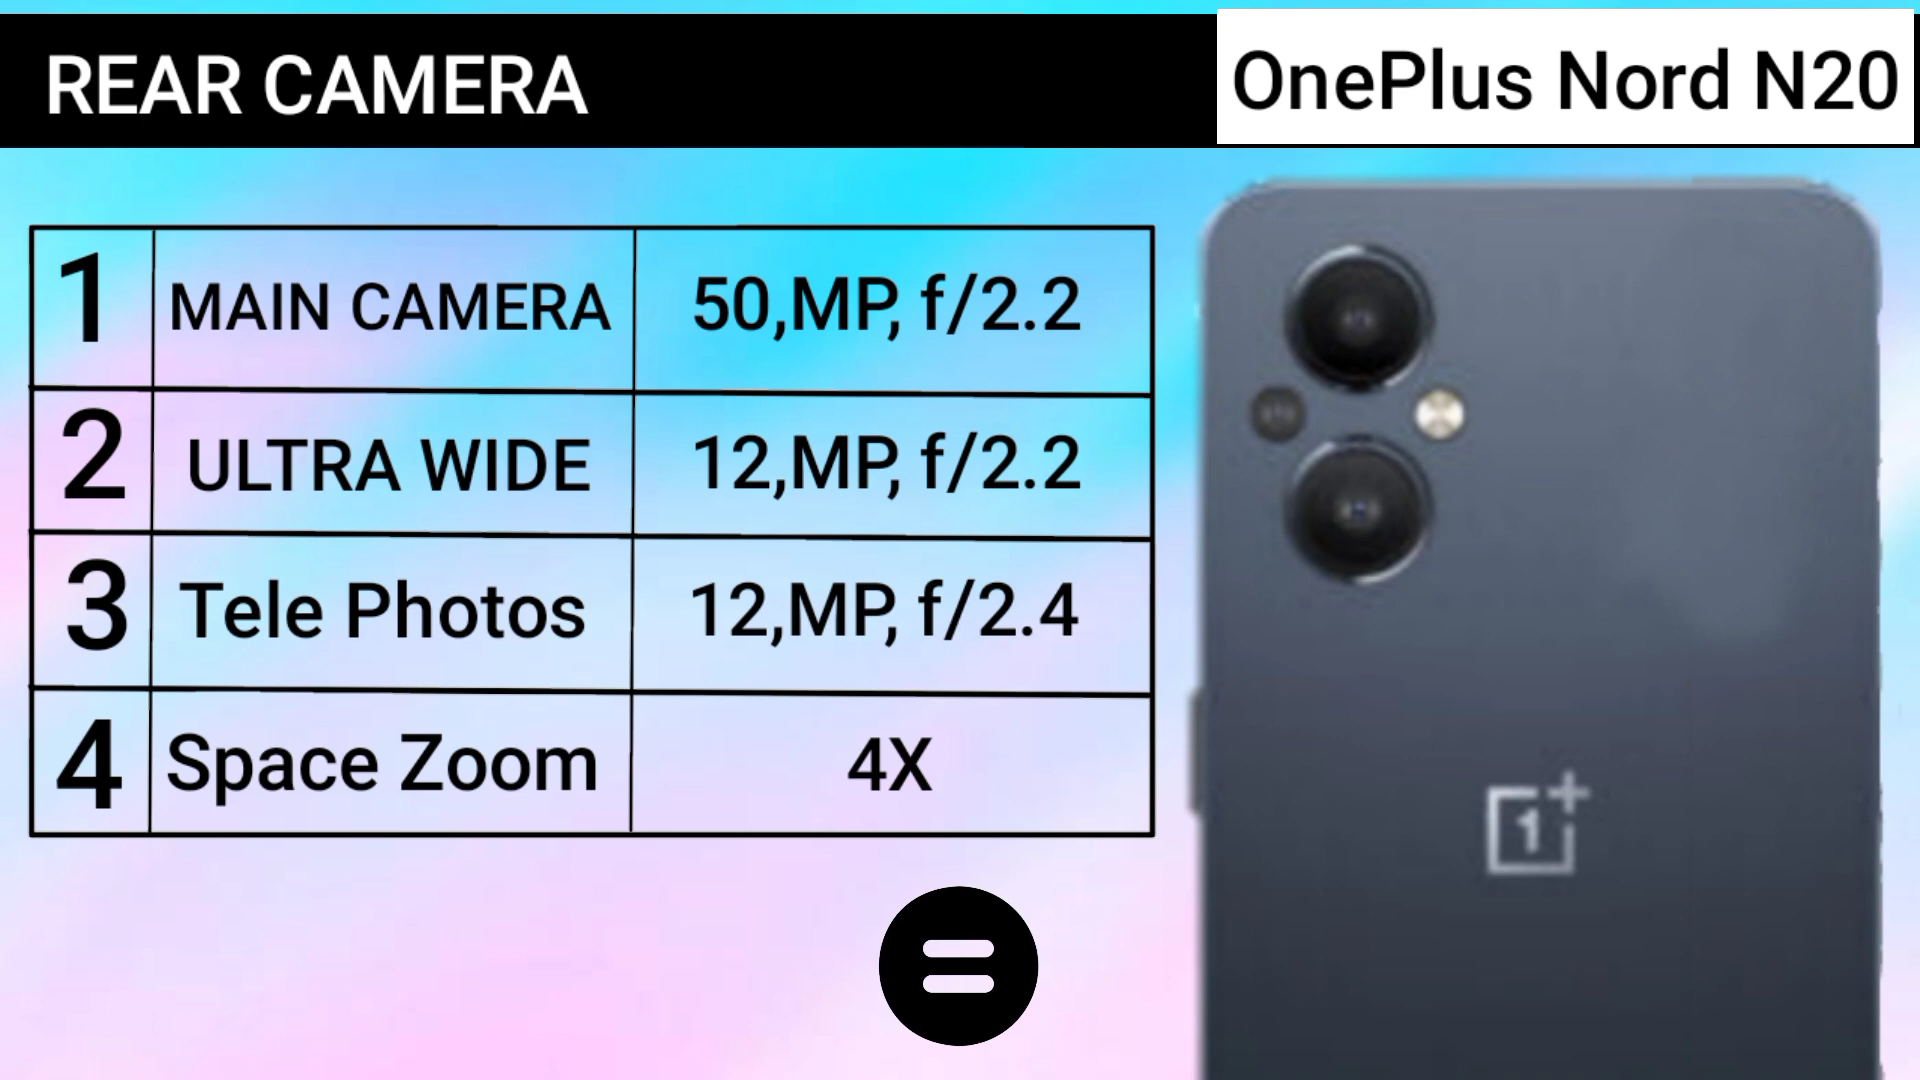 REAR CAMERA
OnePlus Nord N20
1 MAIN CAMERA 50,MP, f/2.2
2 ULTRA WIDE 12,MP, f/2.2
3 Tele Photos 12,MP, f/2.4
4 Space Zoom 4X
1+